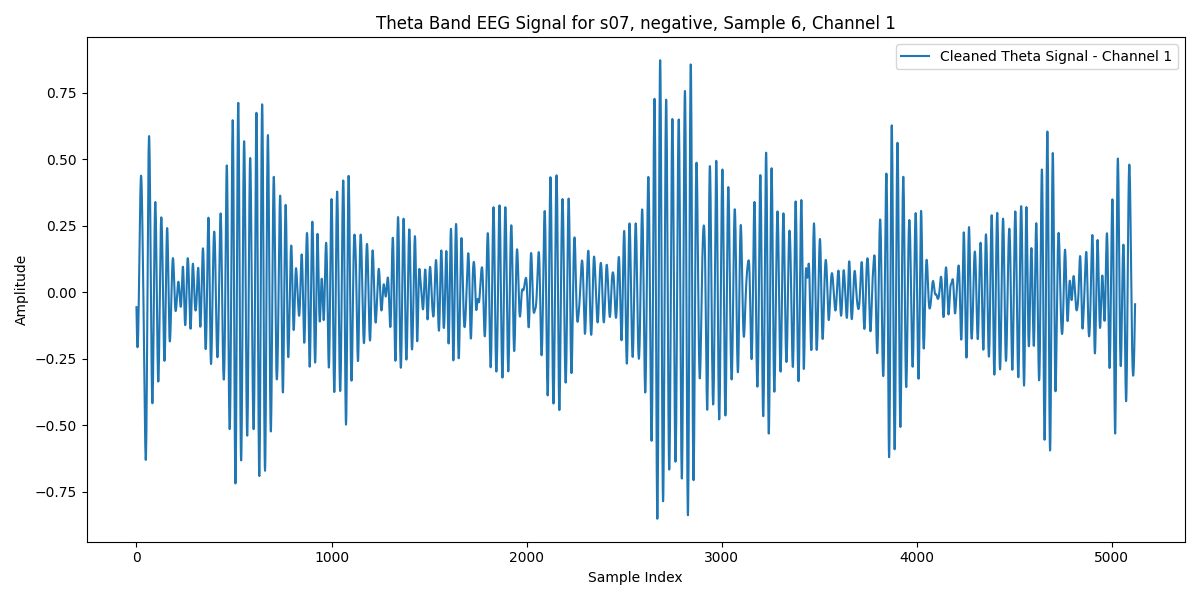 Theta Band EEG Signal for s07, negative, Sample 6, Channel 1
Cleaned Theta Signal - Channel 1
Amplitude
0.75
0.50
0.25
0.00
−0.25
−0.50
−0.75
0 1000 2000 3000 4000 5000
Sample Index